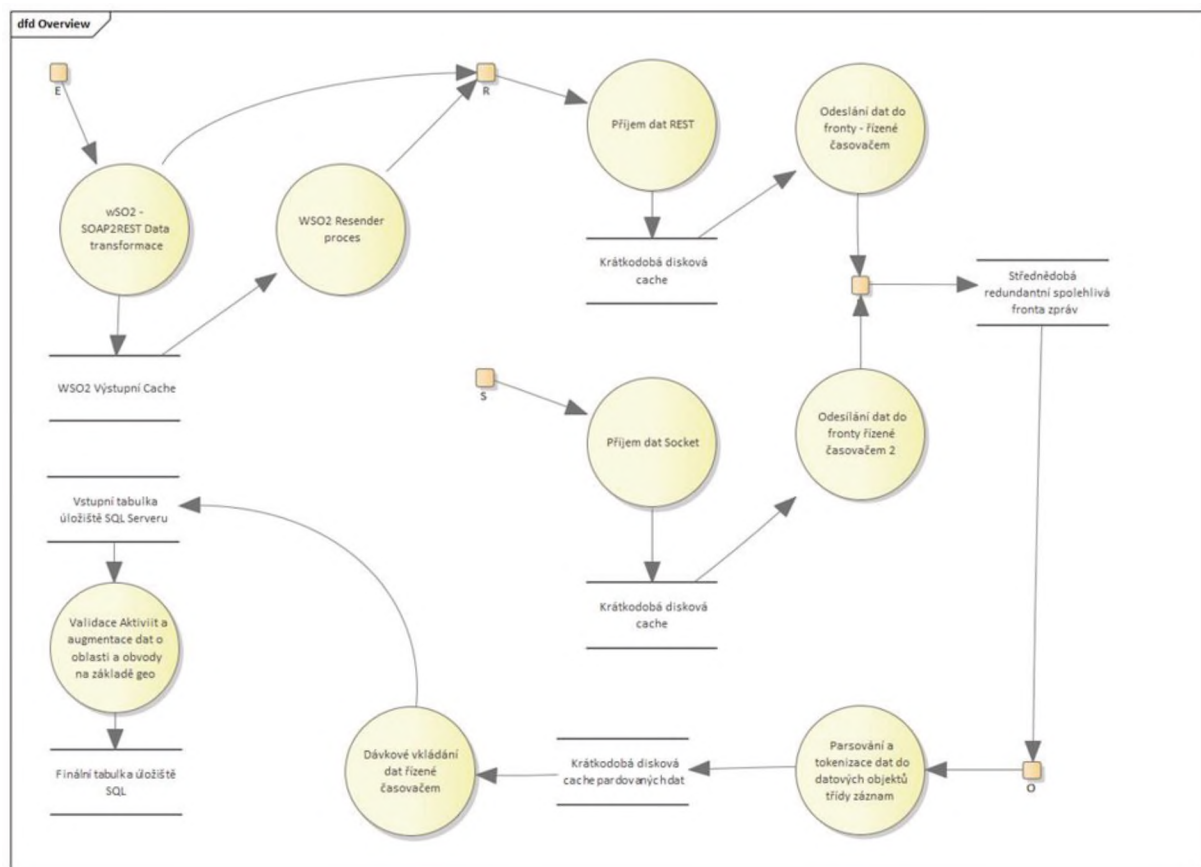 dfd Overview
E
R
wSO2 -
SOAP2REST Data
transformace
WSO2 Resender
proces
Příjem dat REST
Odeslání dat do
fronty - řízené
časovačem
Krátkodobá disková
cache
Střednědobá
redundantní spolehlivá
fronta zpráv
WSO2 Výstupní Cache
S
Příjem dat Socket
Odesílání dat do
fronty řízené
časovačem 2
Vstupní tabulka
úložiště SQL Serveru
Krátkodobá disková
cache
Validace Aktiviit a
augmentace dat o
oblasti a obvody
na základě geo
Finální tabulka úložiště
SQL
Dávkové vkládání
dat řízené
časovačem
Krátkodobá disková
cache pardovaných dat
Parsování a
tokenizace dat do
datových objektů
třídy záznam
O